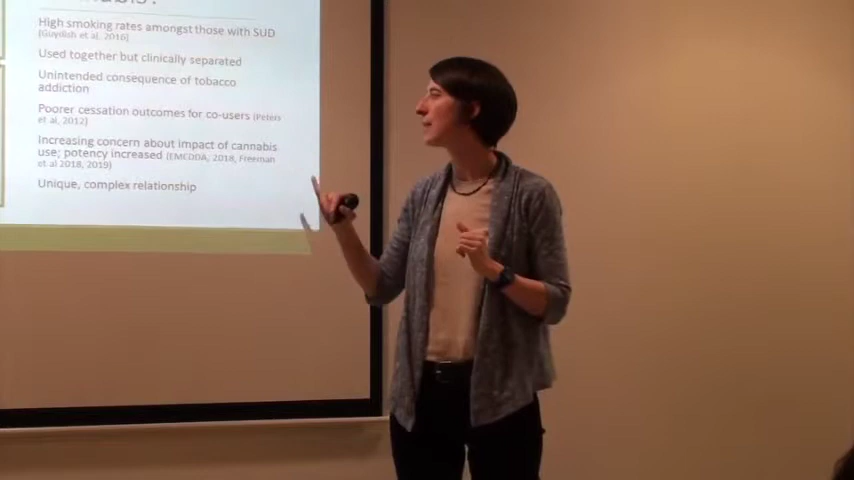 High smoking rates amongst those with SUD
(Guydish et al, 2016)
Used together but clinically separated
Unintended consequence of tobacco
addiction
Poorer cessation outcomes for co-users (Peters
et al, 2012)
Increasing concern about impact of cannabis
use; potency increased (EMCDDA, 2018, Freeman
et al 2018, 2019)
Unique, complex relationship